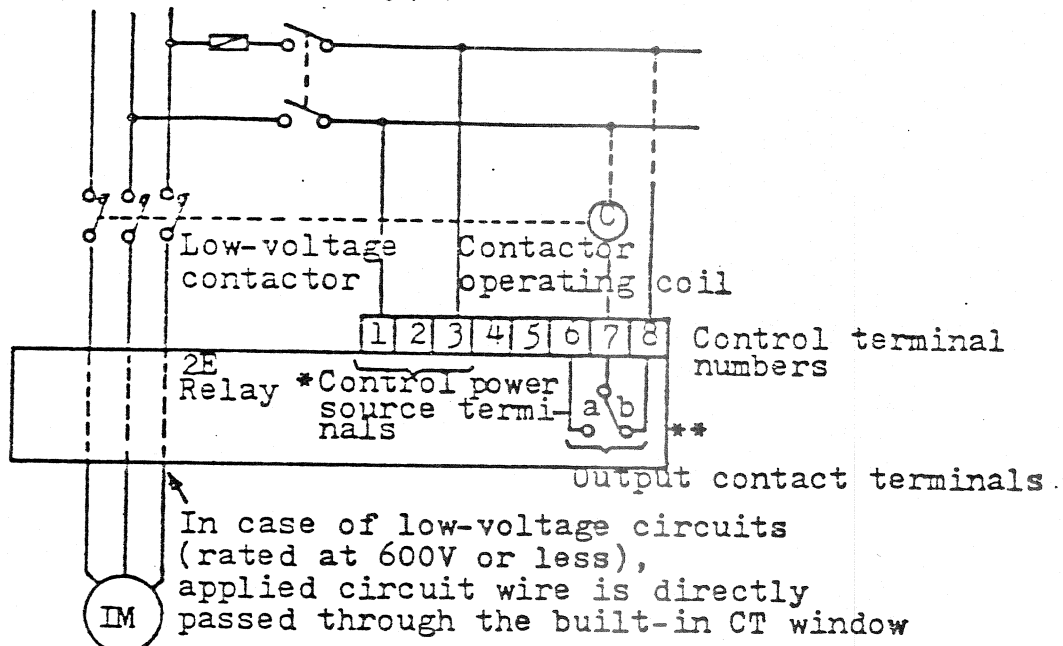 C
Low-voltage
contactor
Contactor
operating coil
1 2 3 4 5 6 7 8
Control terminal
numbers
2E
Relay
*Control power
source termi-
nals
a b
**
Output contact terminals.
In case of low-voltage circuits
(rated at 600V or less),
applied circuit wire is directly
passed through the built-in CT window
IM